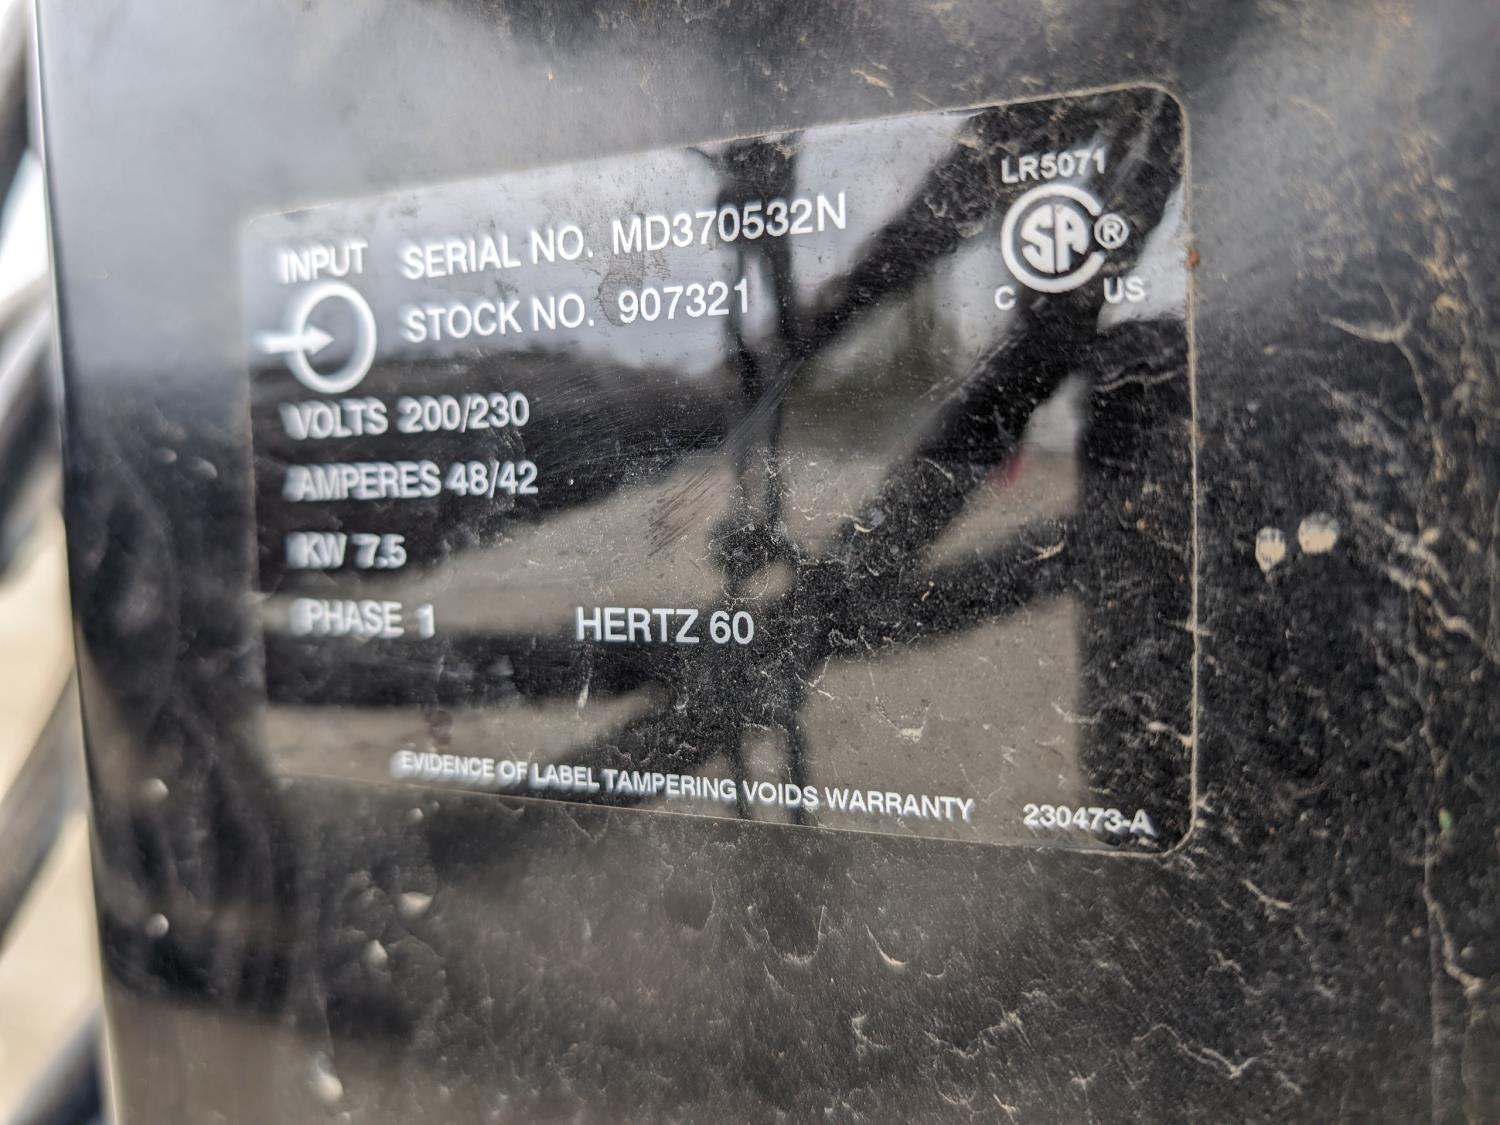 LR5071
INPUT SERIAL NO. MD370532N
SA ®
C US
STOCK NO. 907321
VOLTS 200/230
AMPERES 48/42
KW 7.5
PHASE 1 HERTZ 60
EVIDENCE OF LABEL TAMPERING VOIDS WARRANTY 230473-A